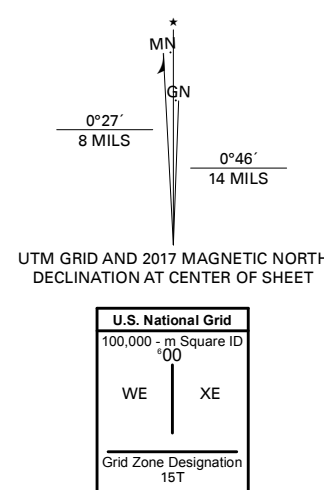 ★
MN
GN
0°27´
8 MILS
0°46´
14 MILS
UTM GRID AND 2017 MAGNETIC NORTH
DECLINATION AT CENTER OF SHEET
U.S. National Grid
100,000 - m Square ID
⁶00
WE XE
Grid Zone Designation
15T